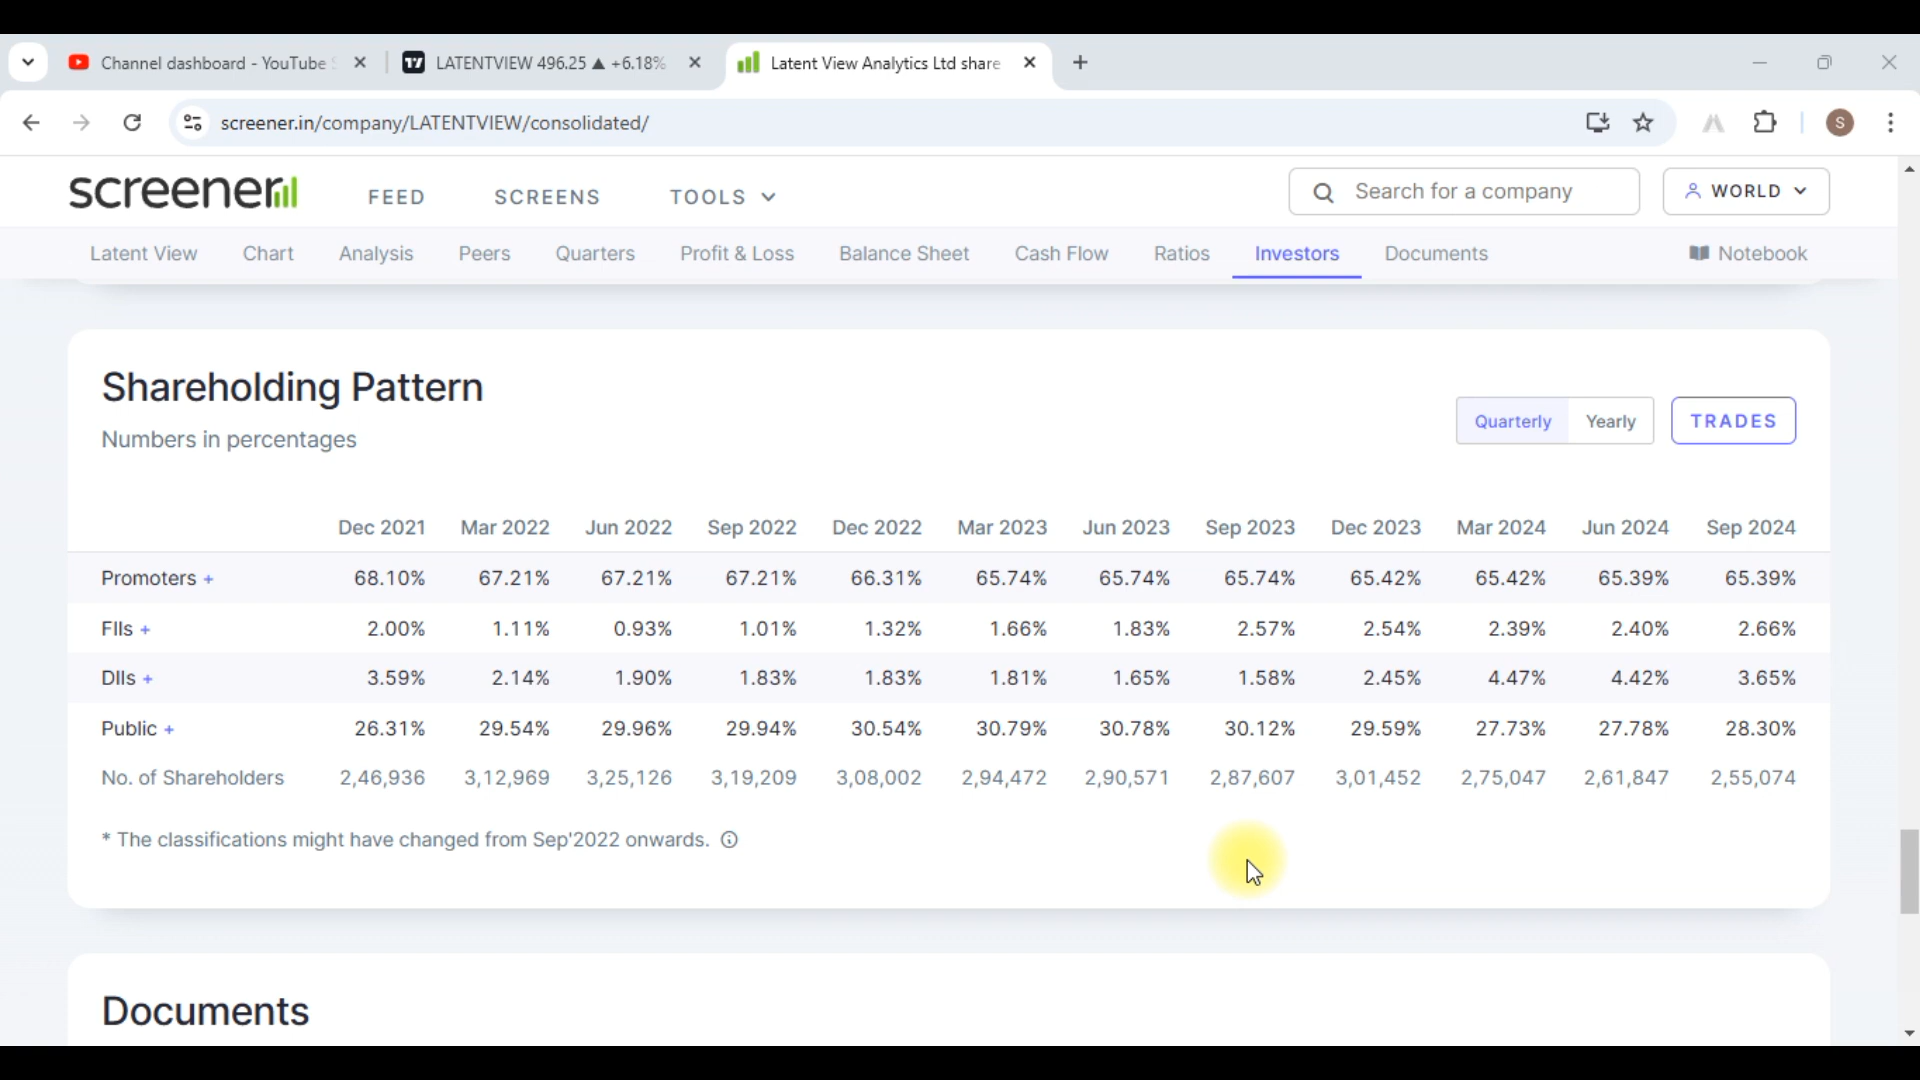 Channel dashboard - YouTube S
LATENTVIEW 496.25 ▲ +6.18%
Latent View Analytics Ltd share
screener.in/company/LATENTVIEW/consolidated/
S
screener
FEED
SCREENS
TOOLS
Search for a company
WORLD
Latent View
Chart
Analysis
Peers
Quarters
Profit & Loss
Balance Sheet
Cash Flow
Ratios
Investors
Documents
Notebook
Shareholding Pattern
Numbers in percentages
Quarterly Yearly TRADES
Dec 2021 Mar 2022 Jun 2022 Sep 2022 Dec 2022 Mar 2023 Jun 2023 Sep 2023 Dec 2023 Mar 2024 Jun 2024 Sep 2024
Promoters + 68.10% 67.21% 67.21% 67.21% 66.31% 65.74% 65.74% 65.74% 65.42% 65.42% 65.39% 65.39%
FIIs + 2.00% 1.11% 0.93% 1.01% 1.32% 1.66% 1.83% 2.57% 2.54% 2.39% 2.40% 2.66%
DIIs + 3.59% 2.14% 1.90% 1.83% 1.83% 1.81% 1.65% 1.58% 2.45% 4.47% 4.42% 3.65%
Public + 26.31% 29.54% 29.96% 29.94% 30.54% 30.79% 30.78% 30.12% 29.59% 27.73% 27.78% 28.30%
No. of Shareholders 2,46,936 3,12,969 3,25,126 3,19,209 3,08,002 2,94,472 2,90,571 2,87,607 3,01,452 2,75,047 2,61,847 2,55,074
* The classifications might have changed from Sep'2022 onwards.
Documents